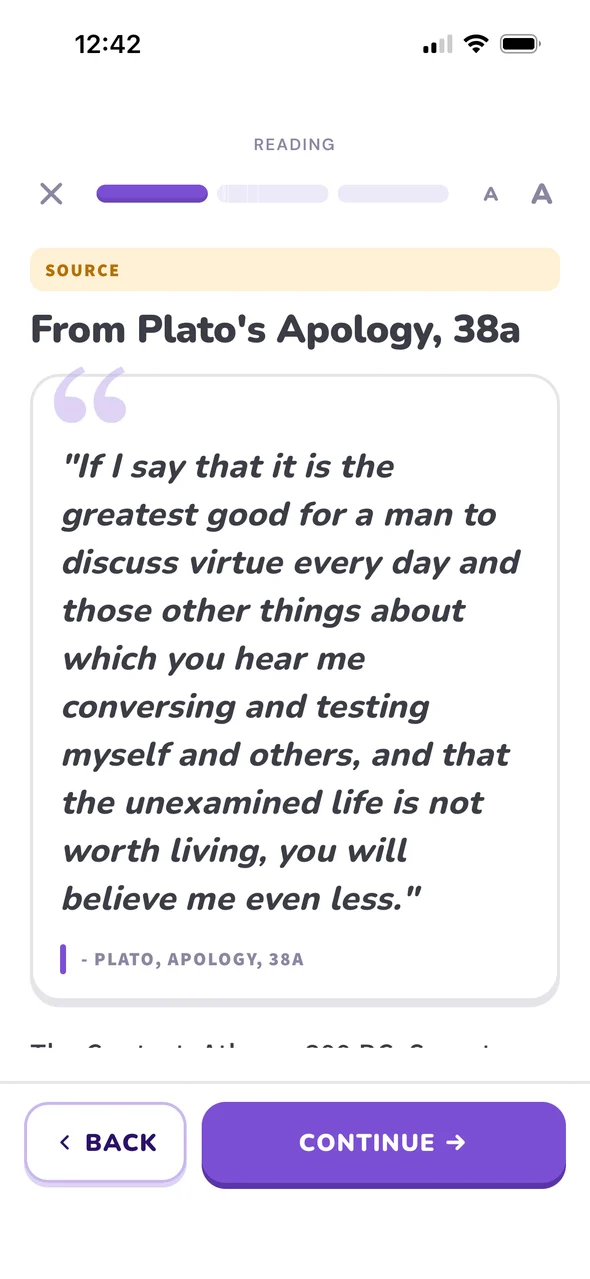 12:42
READING
A A
SOURCE
From Plato's Apology, 38a
“
"If I say that it is the
greatest good for a man to
discuss virtue every day and
those other things about
which you hear me
conversing and testing
myself and others, and that
the unexamined life is not
worth living, you will
believe me even less."
- PLATO, APOLOGY, 38A
BACK
CONTINUE →